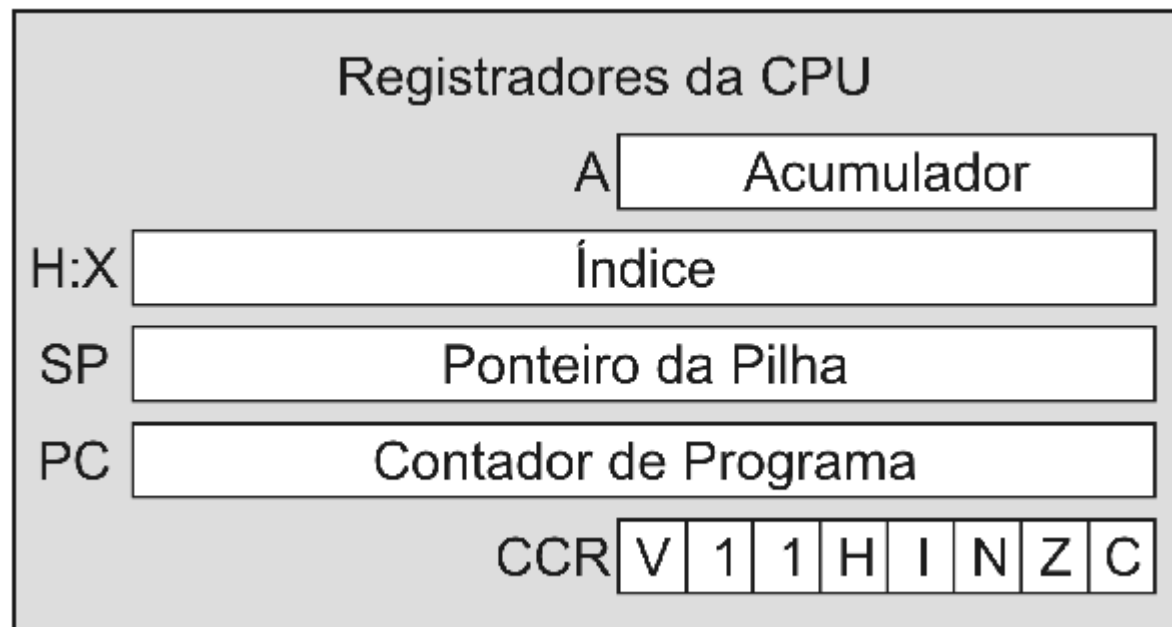 Registradores da CPU
A Acumulador
H:X Índice
SP Ponteiro da Pilha
PC Contador de Programa
CCR V 1 1 H I N Z C